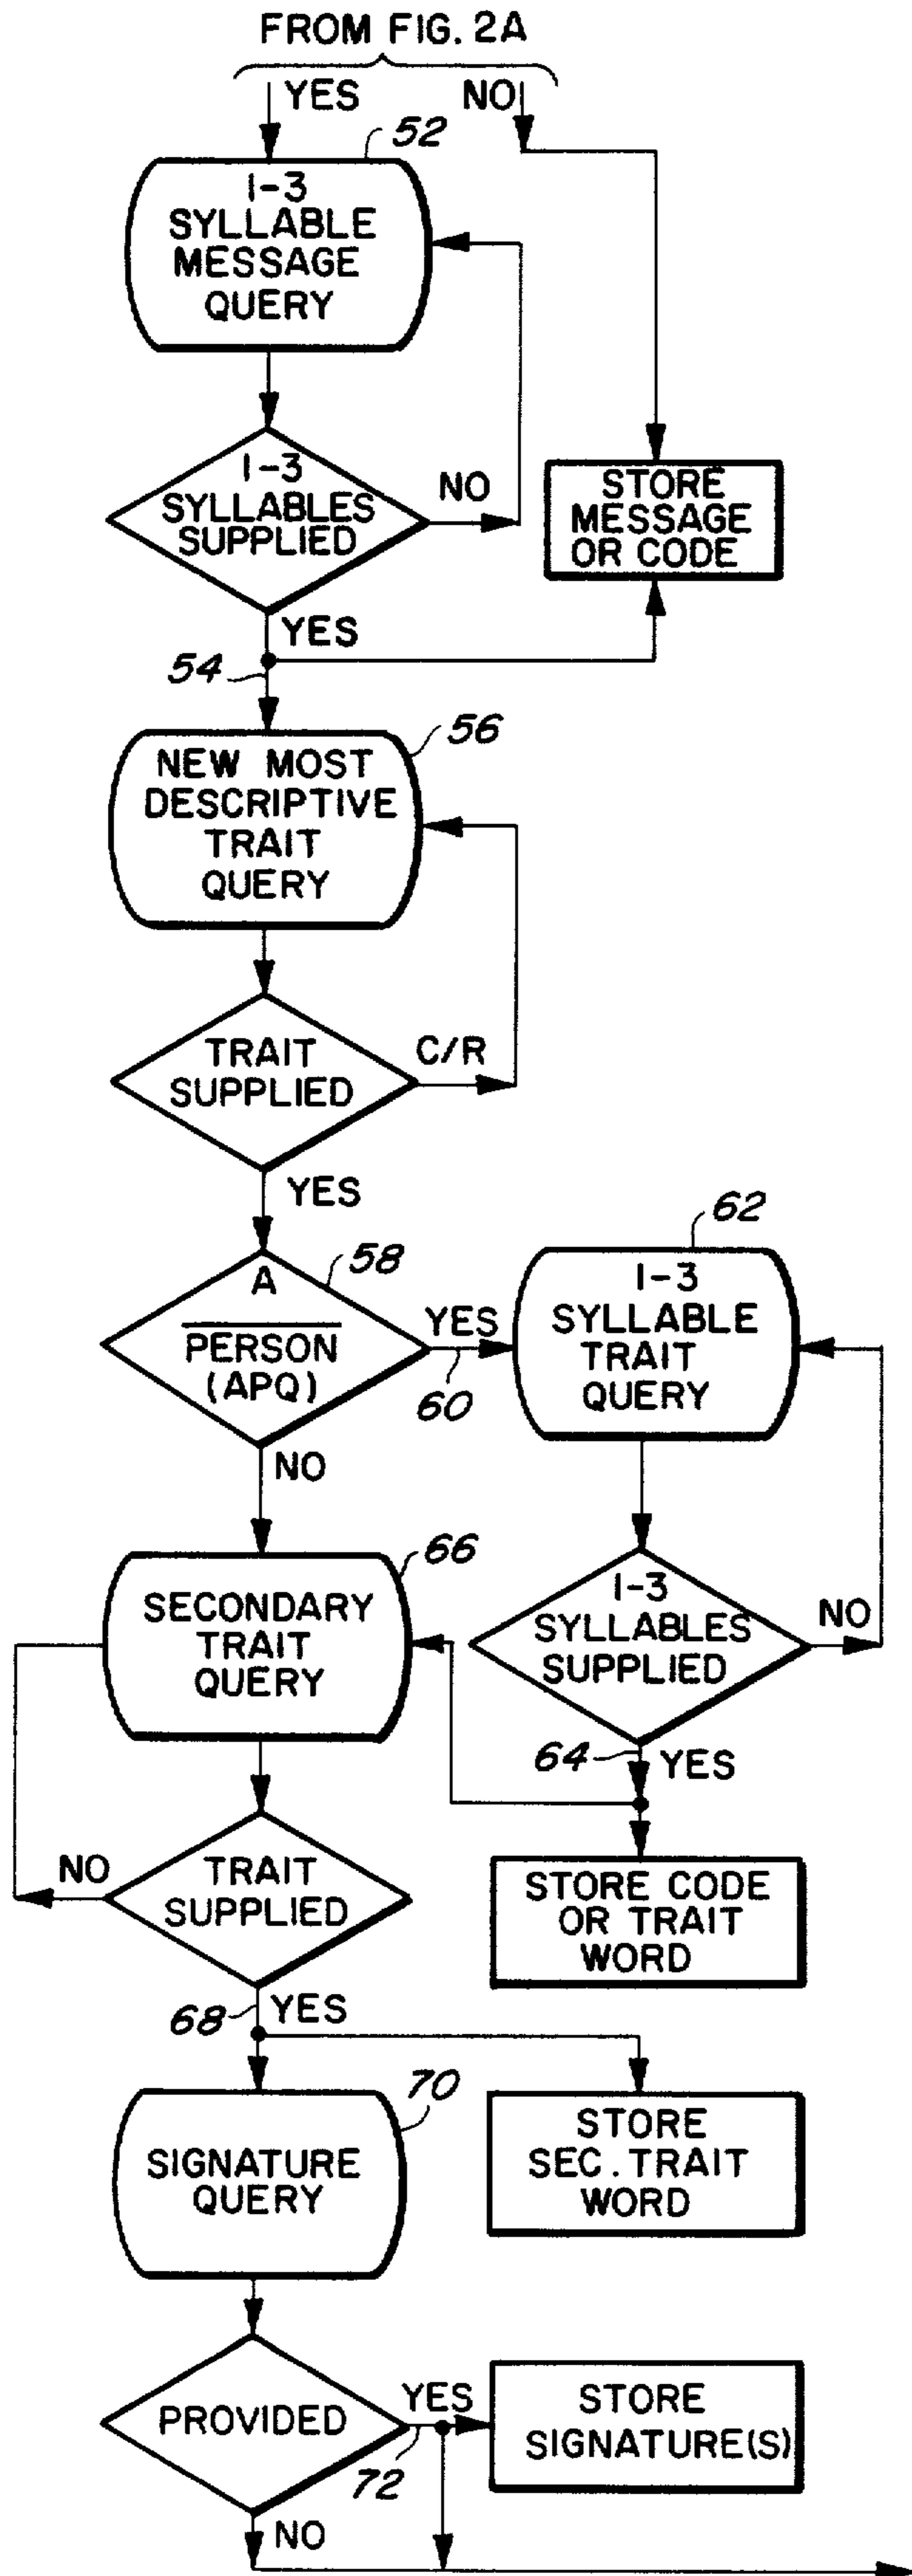 FROM FIG. 2A
YES
NO
52
1-3
SYLLABLE
MESSAGE
QUERY
1-3
SYLLABLES
SUPPLIED
NO
STORE
MESSAGE
OR CODE
YES
54
56
NEW MOST
DESCRIPTIVE
TRAIT
QUERY
TRAIT
SUPPLIED
C/R
YES
58
A
PERSON
(APQ)
YES
60
62
1-3
SYLLABLE
TRAIT
QUERY
NO
66
SECONDARY
TRAIT
QUERY
1-3
SYLLABLES
SUPPLIED
NO
64
YES
NO
TRAIT
SUPPLIED
STORE CODE
OR TRAIT
WORD
68
YES
70
SIGNATURE
QUERY
STORE
SEC. TRAIT
WORD
PROVIDED
YES
72
STORE
SIGNATURE(S)
NO